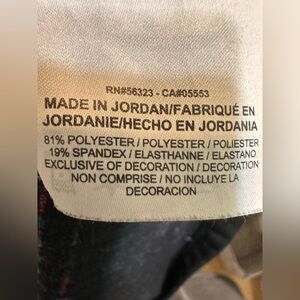 RN#56323 - CA#05553
MADE IN JORDAN/FABRIQUÉ EN
JORDANIE/HECHO EN JORDANIA
81% POLYESTER / POLYESTER / POLIESTER
19% SPANDEX / ELASTHANNE / ELASTANO
EXCLUSIVE OF DECORATION / DECORATION
NON COMPRISE / NO INCLUYE LA
DECORACION